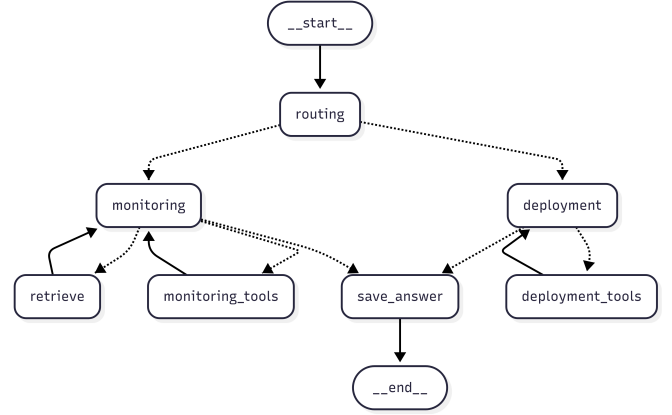 __start__
routing
monitoring
deployment
retrieve
monitoring_tools
save_answer
deployment_tools
__end__